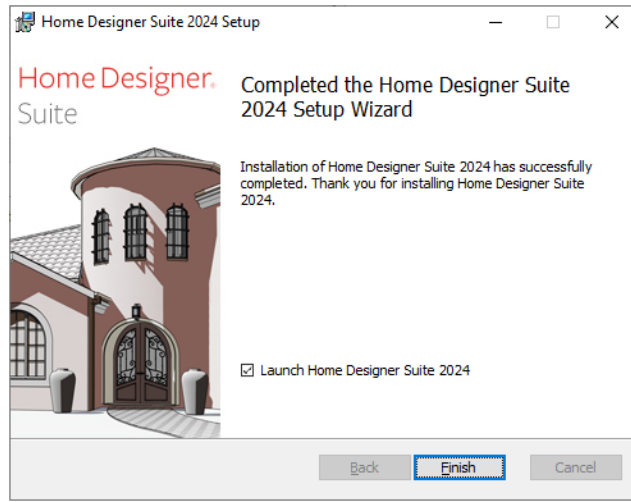 Home Designer Suite 2024 Setup
Home Designer®
Suite
Completed the Home Designer Suite
2024 Setup Wizard
Installation of Home Designer Suite 2024 has successfully
completed. Thank you for installing Home Designer Suite
2024.
Launch Home Designer Suite 2024
Back
Finish
Cancel